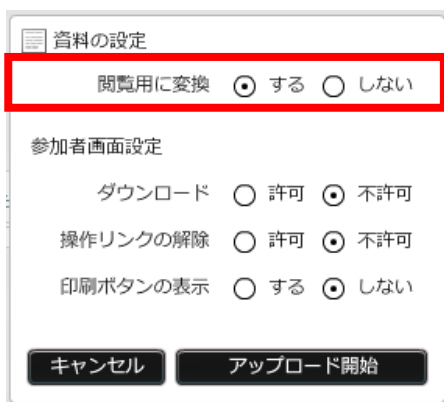 資料の設定
閲覧用に変換 する しない
参加者画面設定
ダウンロード 許可 不許可
操作リンクの解除 許可 不許可
印刷ボタンの表示 する しない
キャンセル アップロード開始